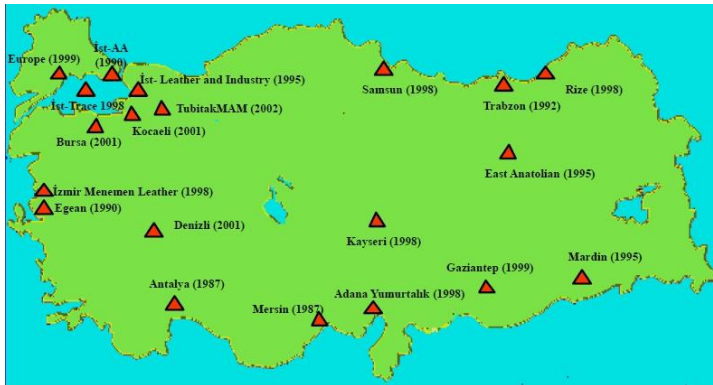 İst-AA
(1990)
Europe (1999)
İst- Leather and Industry (1995)
Samsun (1998)
Rize (1998)
Trabzon (1992)
İst-Trace 1998
TubitakMAM (2002)
Kocaeli (2001)
Bursa (2001)
East Anatolian (1995)
İzmir Menemen Leather (1998)
Egean (1990)
Denizli (2001)
Kayseri (1998)
Mardin (1995)
Gaziantep (1999)
Antalya (1987)
Adana Yumurtalık (1998)
Mersin (1987)